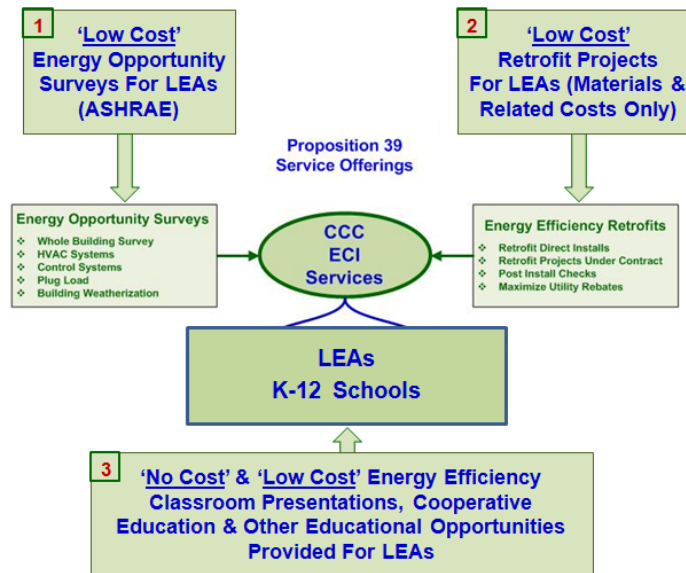 1
‘Low Cost’
Energy Opportunity
Surveys For LEAs
(ASHRAE)
2
‘Low Cost’
Retrofit Projects
For LEAs (Materials &
Related Costs Only)
Proposition 39
Service Offerings
Energy Opportunity Surveys
❖ Whole Building Survey
❖ HVAC Systems
❖ Control Systems
❖ Plug Load
❖ Building Weatherization
CCC
ECI
Services
Energy Efficiency Retrofits
❖ Retrofit Direct Installs
❖ Retrofit Projects Under Contract
❖ Post Install Checks
❖ Maximize Utility Rebates
LEAs
K-12 Schools
3
‘No Cost’ & ‘Low Cost’ Energy Efficiency
Classroom Presentations, Cooperative
Education & Other Educational Opportunities
Provided For LEAs